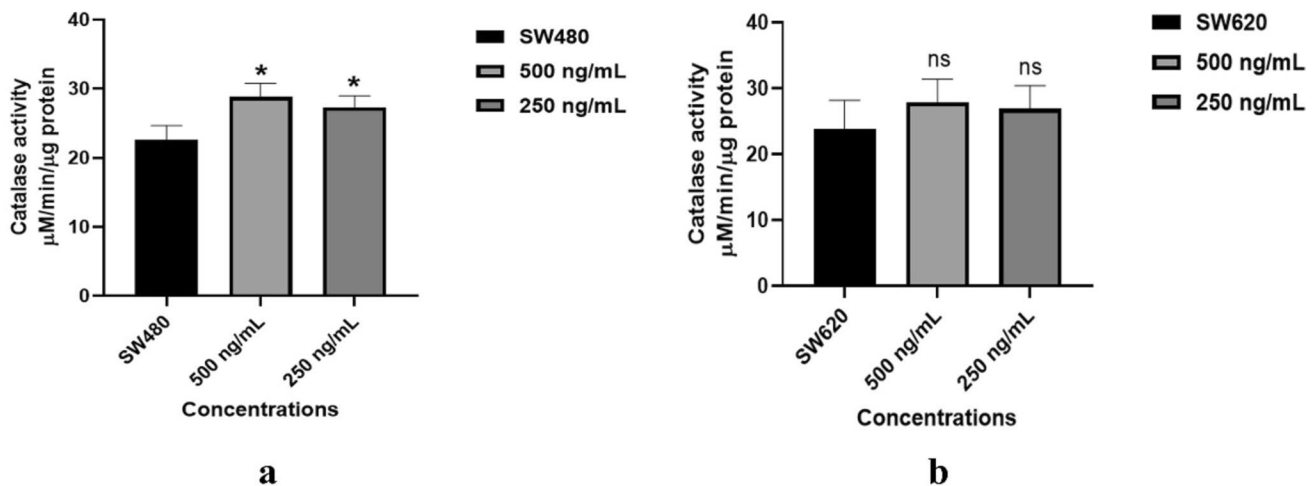 Catalase activity
μM/min/μg protein
40
30
20
10
0
*
*
SW480
500 ng/mL
250 ng/mL
Concentrations
SW480
500 ng/mL
250 ng/mL
a
Catalase activity
μM/min/μg protein
40
30
20
10
0
ns
ns
SW620
500 ng/mL
250 ng/mL
Concentrations
SW620
500 ng/mL
250 ng/mL
b